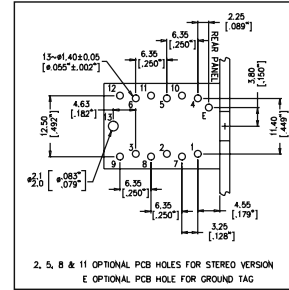 2.25
[.089"]
6.35
[.250"]
13~ø1,40±0,05
[ø.055"±.002"]
6.35
[.250"]
REAR PANEL
3.80
[.150"]
12 11 10
6 5 4
4.63
[.182"]
E
13
12.50
[.492"]
11.40
[.449"]
ø2.1
2.0
[ø.083"
.079"]
3 2 1
9 8 7
6.35
[.250"]
6.35
[.250"]
4.55
[.179"]
3.25
[.128"]
2, 5, 8 & 11 OPTIONAL PCB HOLES FOR STEREO VERSION
E OPTIONAL PCB HOLE FOR GROUND TAG